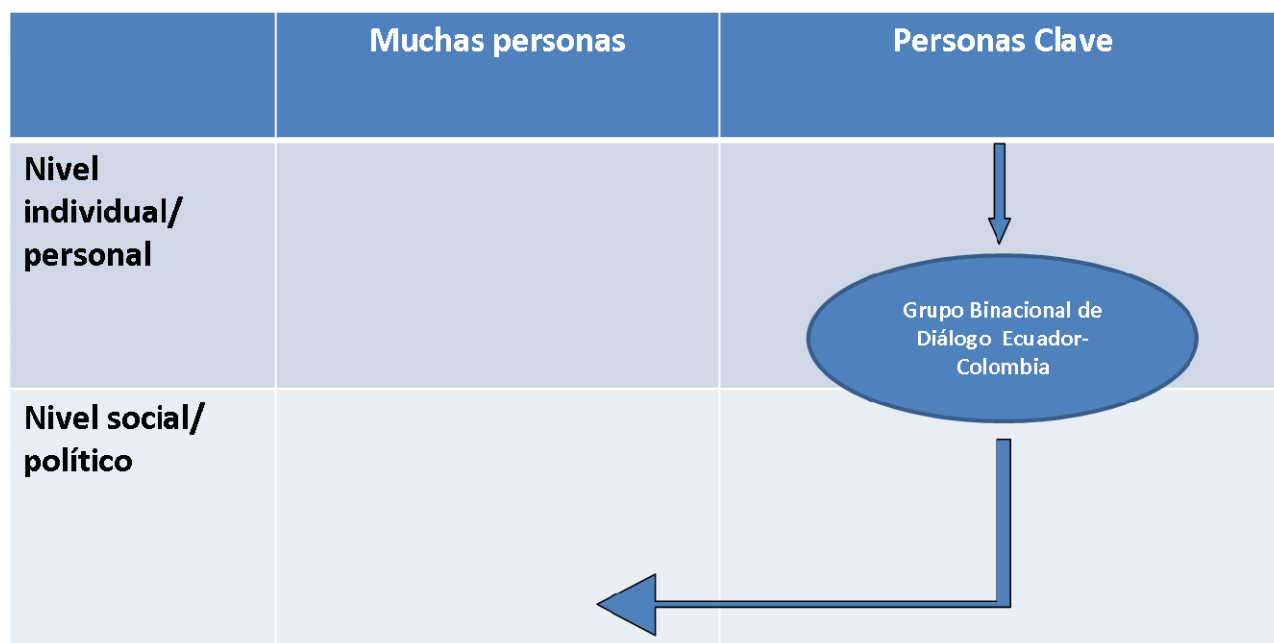 Muchas personas
Personas Clave
Nivel
individual/
personal
Grupo Binacional de
Diálogo Ecuador-
Colombia
Nivel social/
político